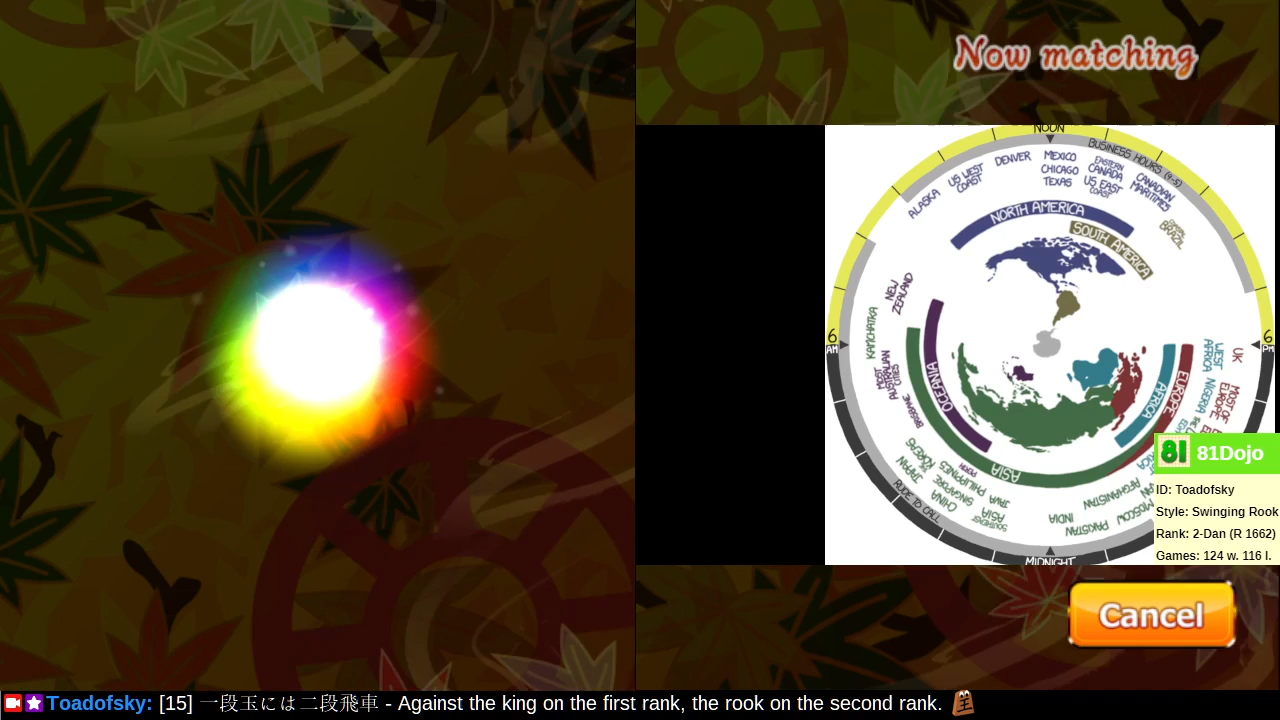 Now matching
NOON
BUSINESS HOURS (9-5)
ALASKA
US WEST
COAST
DENVER
MEXICO
CHICAGO
TEXAS
EASTERN
CANADA
US EAST
COAST
CANADIAN
MARITIMES
BRAZIL
NORTH AMERICA
SOUTH AMERICA
NEW
ZEALAND
KAMCHATKA
6
AM
6
PM
MOST
AUSTRALIAN
CITIES
BRISBANE
OCEANIA
ASIA
AFRICA
EUROPE
UK
WEST
AFRICA
NIGERIA
MOST OF
EUROPE
THE KOREAS
JAPAN
PHILIPPINES
PERTH
SINGAPORE
CHINA
JAVA
SOUTHEAST
ASIA
INDIA
PAKISTAN
AFGHANISTAN
MOSCOW
RUDE TO CALL
MIDNIGHT
81 81Dojo
ID: Toadofsky
Style: Swinging Rook
Rank: 2-Dan (R 1662)
Games: 124 w. 116 l.
Cancel
Toadofsky: [15] 一段玉には二段飛車 - Against the king on the first rank, the rook on the second rank.